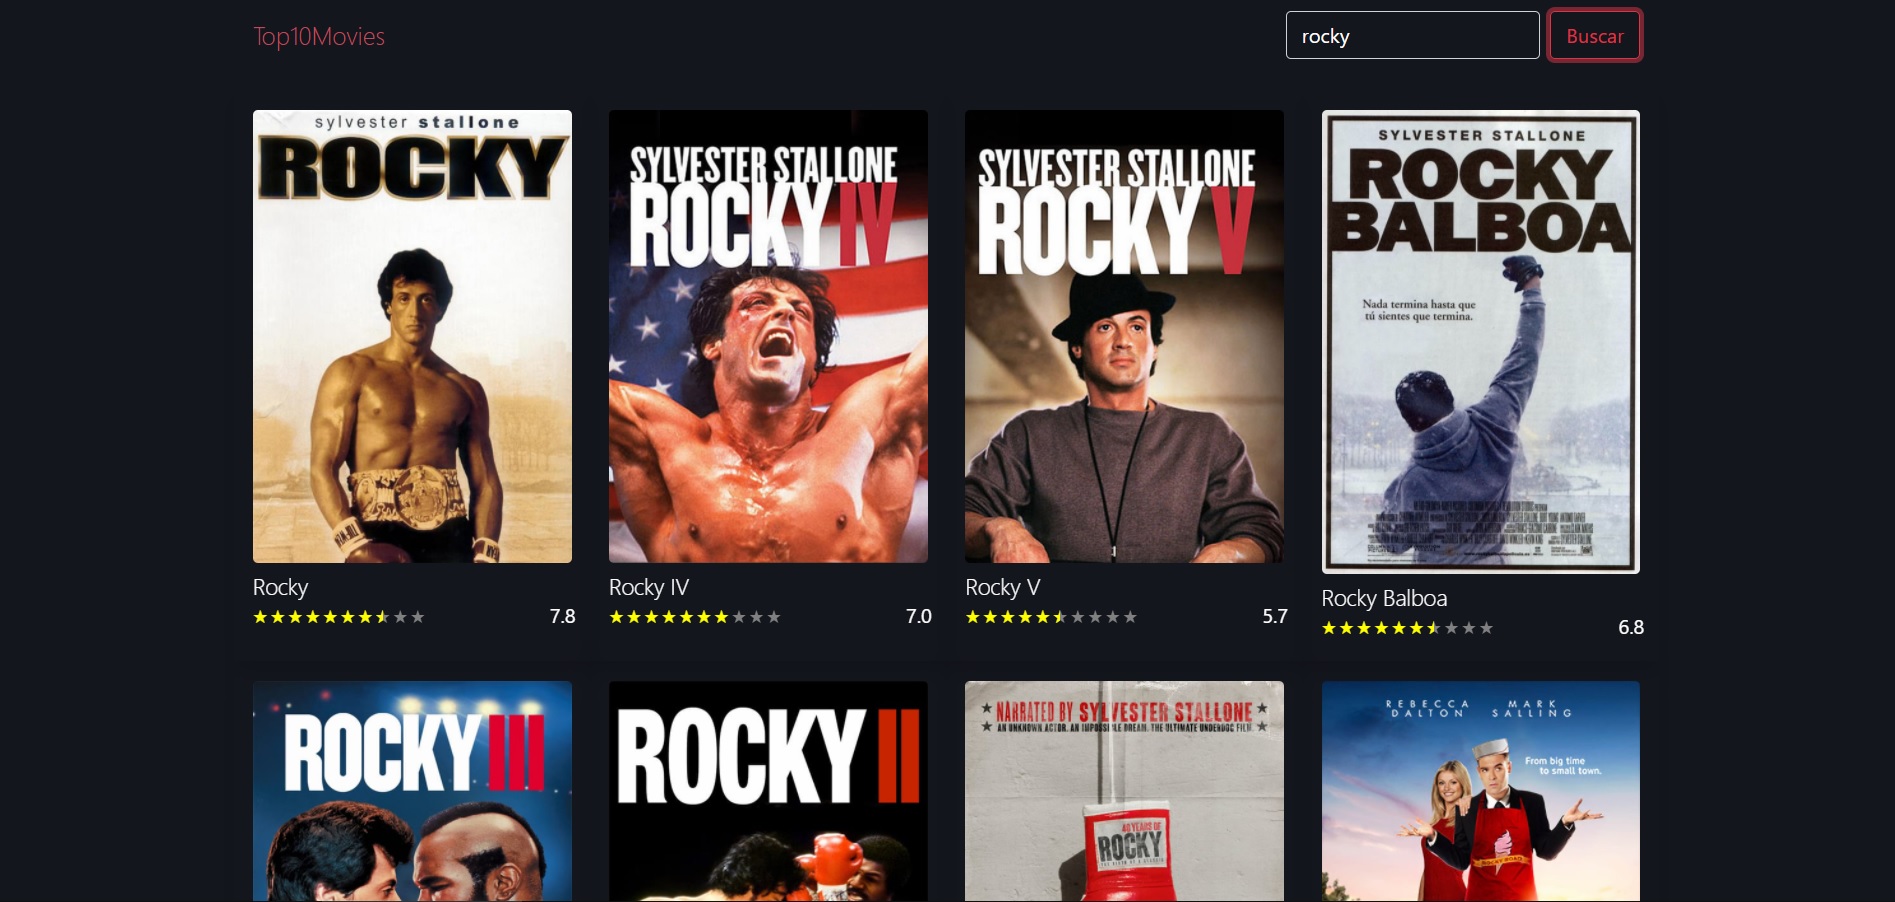 Top10Movies
rocky
Buscar
sylvester stallone
ROCKY
SYLVESTER STALLONE
ROCKY IV
SYLVESTER STALLONE
ROCKY V
SYLVESTER STALLONE
ROCKY
BALBOA
Nada termina hasta que
tú sientes que termina.
Rocky
7.8
Rocky IV
7.0
Rocky V
5.7
Rocky Balboa
6.8
ROCKY III
ROCKY II
NARRATED BY SYLVESTER STALLONE
AN UNKNOWN ACTOR. AN IMPOSSIBLE DREAM. THE ULTIMATE UNDERDOG FILM.
40 YEARS OF
ROCKY
REBECCA
DALTON
MARK
SALLING
From big time
to small town.
ROCKY ROAD